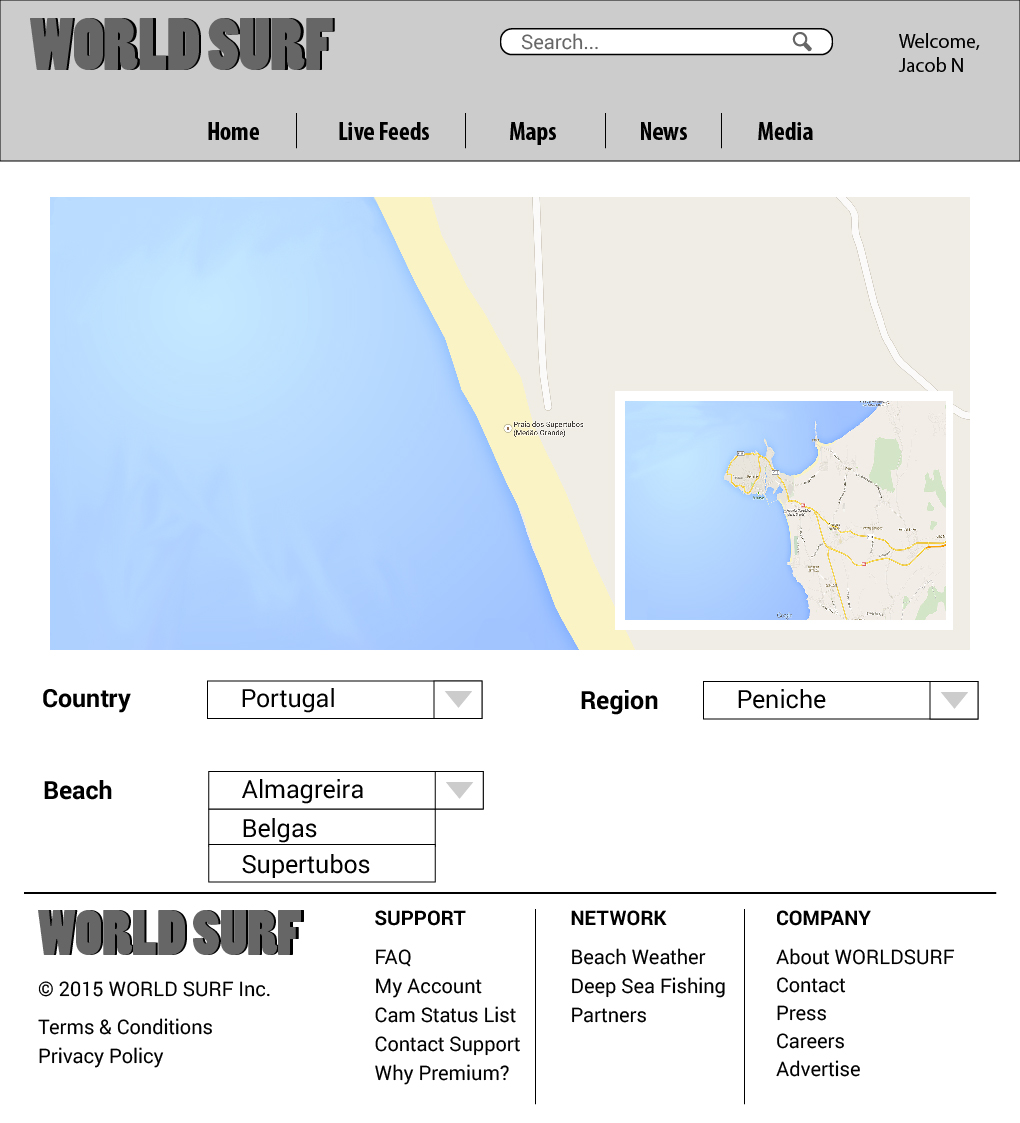 WORLD SURF
Search...
Welcome,
Jacob N
Home
Live Feeds
Maps
News
Media
Praia dos Supertubos
(Medão Grande)
Country
Portugal
Region
Peniche
Beach
Almagreira
Belgas
Supertubos
WORLD SURF
© 2015 WORLD SURF Inc.
Terms & Conditions
Privacy Policy
SUPPORT
FAQ
My Account
Cam Status List
Contact Support
Why Premium?
NETWORK
Beach Weather
Deep Sea Fishing
Partners
COMPANY
About WORLDSURF
Contact
Press
Careers
Advertise